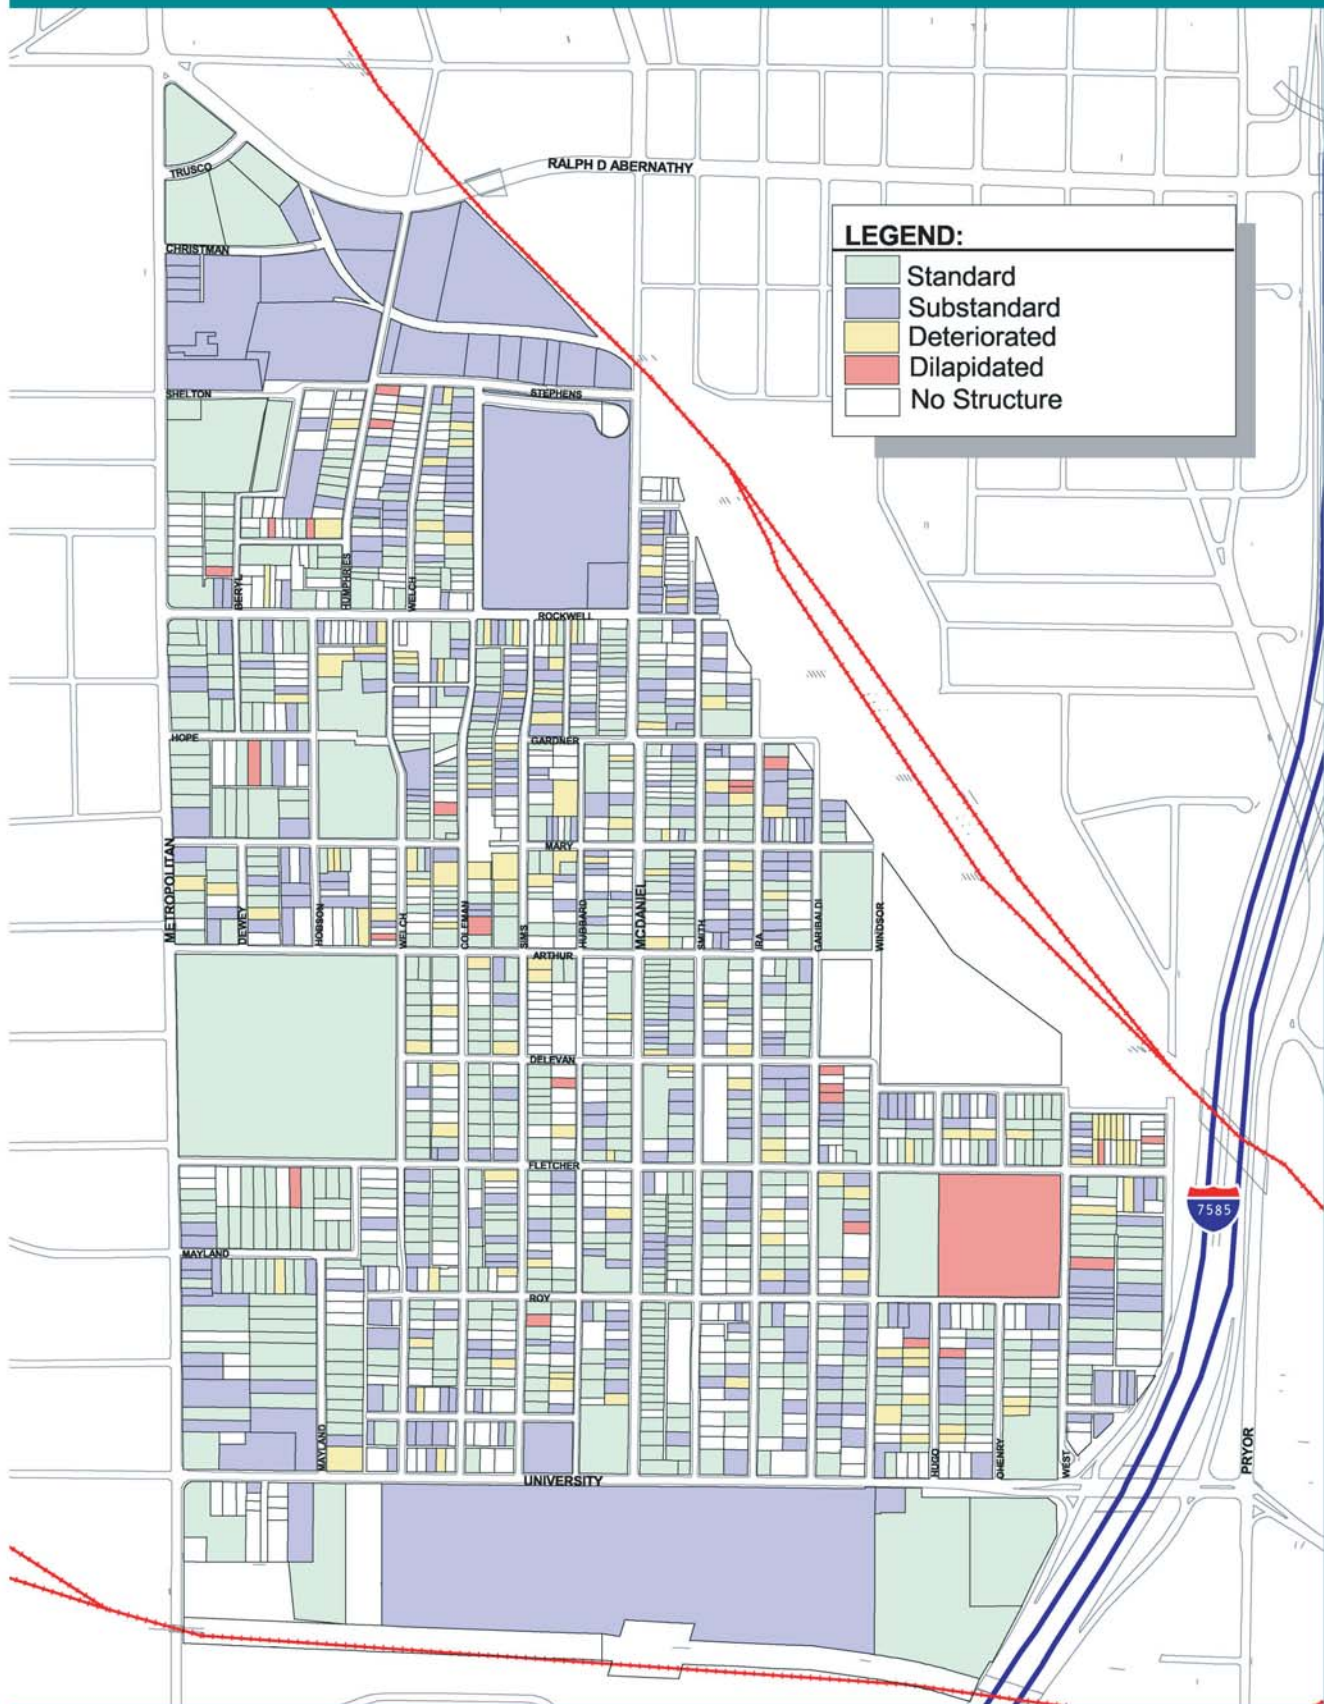 RALPH D ABERNATHY
TRUSCO
CHRISTMAN
LEGEND:
Standard
Substandard
Deteriorated
Dilapidated
No Structure
SHELTON
STEPHENS
BERYL
HUMPHRIES
WELCH
ROCKWELL
HOPE
GARDNER
METROPOLITAN
MARY
DEWEY
HOBSON
WELCH
COLEMAN
SIMS
HUBBARD
MCDANIEL
SMITH
IRA
GARIBALDI
WINDSOR
ARTHUR
DELEVAN
FLETCHER
7585
MAYLAND
ROY
MAYLAND
HUGO
OHENRY
WEST
PRYOR
UNIVERSITY